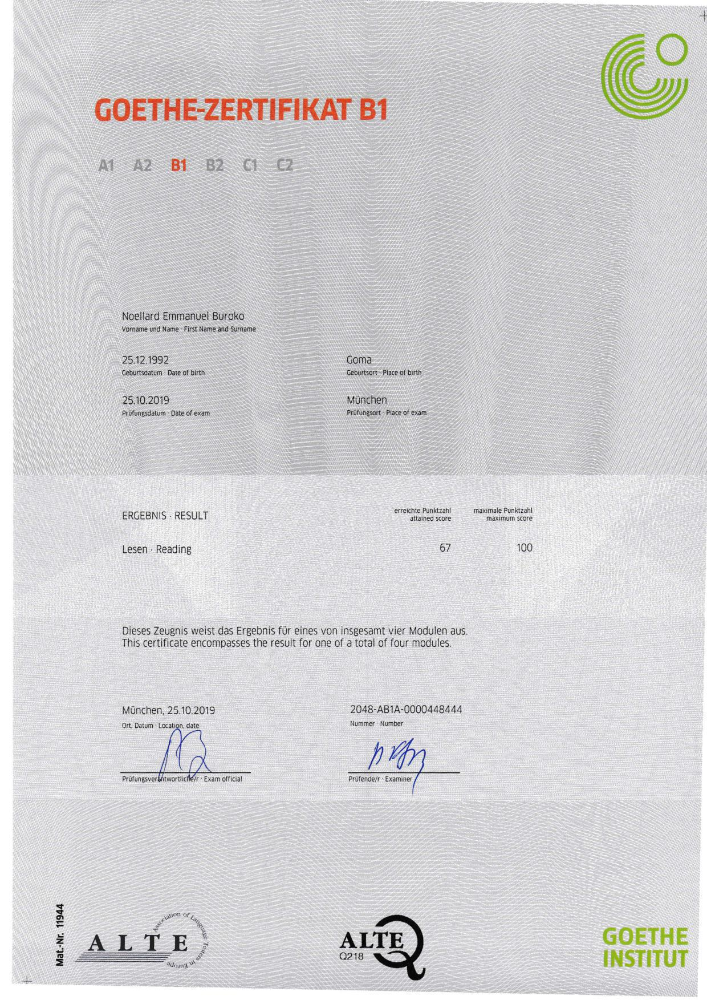 GOETHE-ZERTIFIKAT B1
A1 A2 B1 B2 C1 C2
Noellard Emmanuel Buroko
Vorname und Name · First Name and Surname
25.12.1992
Geburtsdatum · Date of birth
Goma
Geburtsort · Place of birth
25.10.2019
Prüfungsdatum · Date of exam
München
Prüfungsort · Place of exam
ERGEBNIS · RESULT
erreichte Punktzahl
attained score
maximale Punktzahl
maximum score
Lesen · Reading 67 100
Dieses Zeugnis weist das Ergebnis für eines von insgesamt vier Modulen aus.
This certificate encompasses the result for one of a total of four modules.
München, 25.10.2019
Ort, Datum · Location, date
2048-AB1A-0000448444
Nummer · Number
Prüfungsverantwortliche/r · Exam official
Prüfende/r · Examiner
Mat.-Nr. 11944
ALTE
Association of Language Testers in Europe
ALTE
Q218
GOETHE
INSTITUT